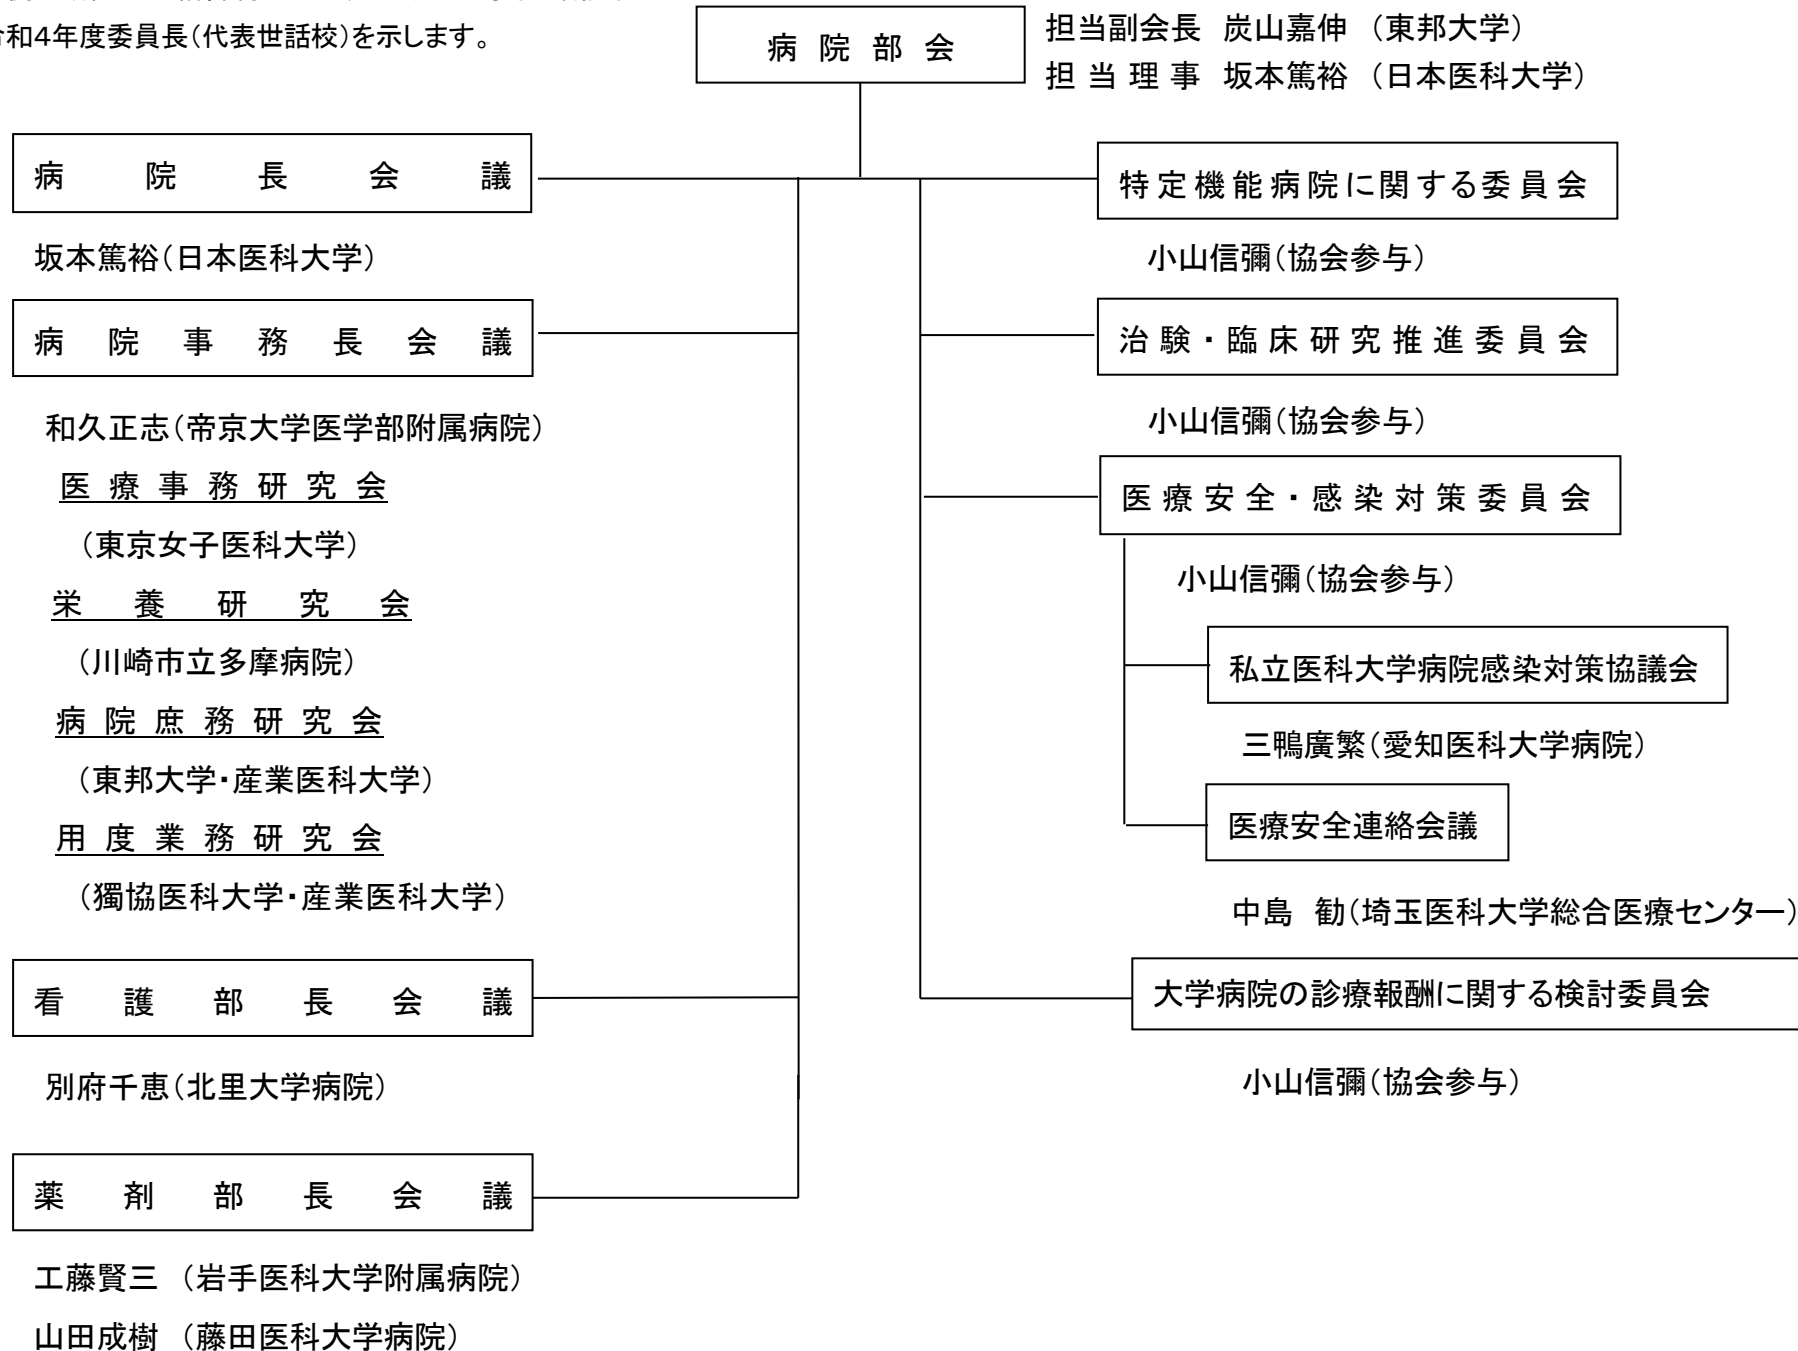 和4年度委員長(代表世話校)を示します。
病院部会
担当副会長 炭山嘉伸 (東邦大学)
担当理事 坂本篤裕 (日本医科大学)
病院長会議
坂本篤裕(日本医科大学)
病院事務長会議
和久正志(帝京大学医学部附属病院)
医療事務研究会
(東京女子医科大学)
栄養研究会
(川崎市立多摩病院)
病院庶務研究会
(東邦大学・産業医科大学)
用度業務研究会
(獨協医科大学・産業医科大学)
看護部長会議
別府千恵(北里大学病院)
薬剤部長会議
工藤賢三 (岩手医科大学附属病院)
山田成樹 (藤田医科大学病院)
特定機能病院に関する委員会
小山信彌(協会参与)
治験・臨床研究推進委員会
小山信彌(協会参与)
医療安全・感染対策委員会
小山信彌(協会参与)
私立医科大学病院感染対策協議会
三鴨廣繁(愛知医科大学病院)
医療安全連絡会議
中島 勧(埼玉医科大学総合医療センター)
大学病院の診療報酬に関する検討委員会
小山信彌(協会参与)